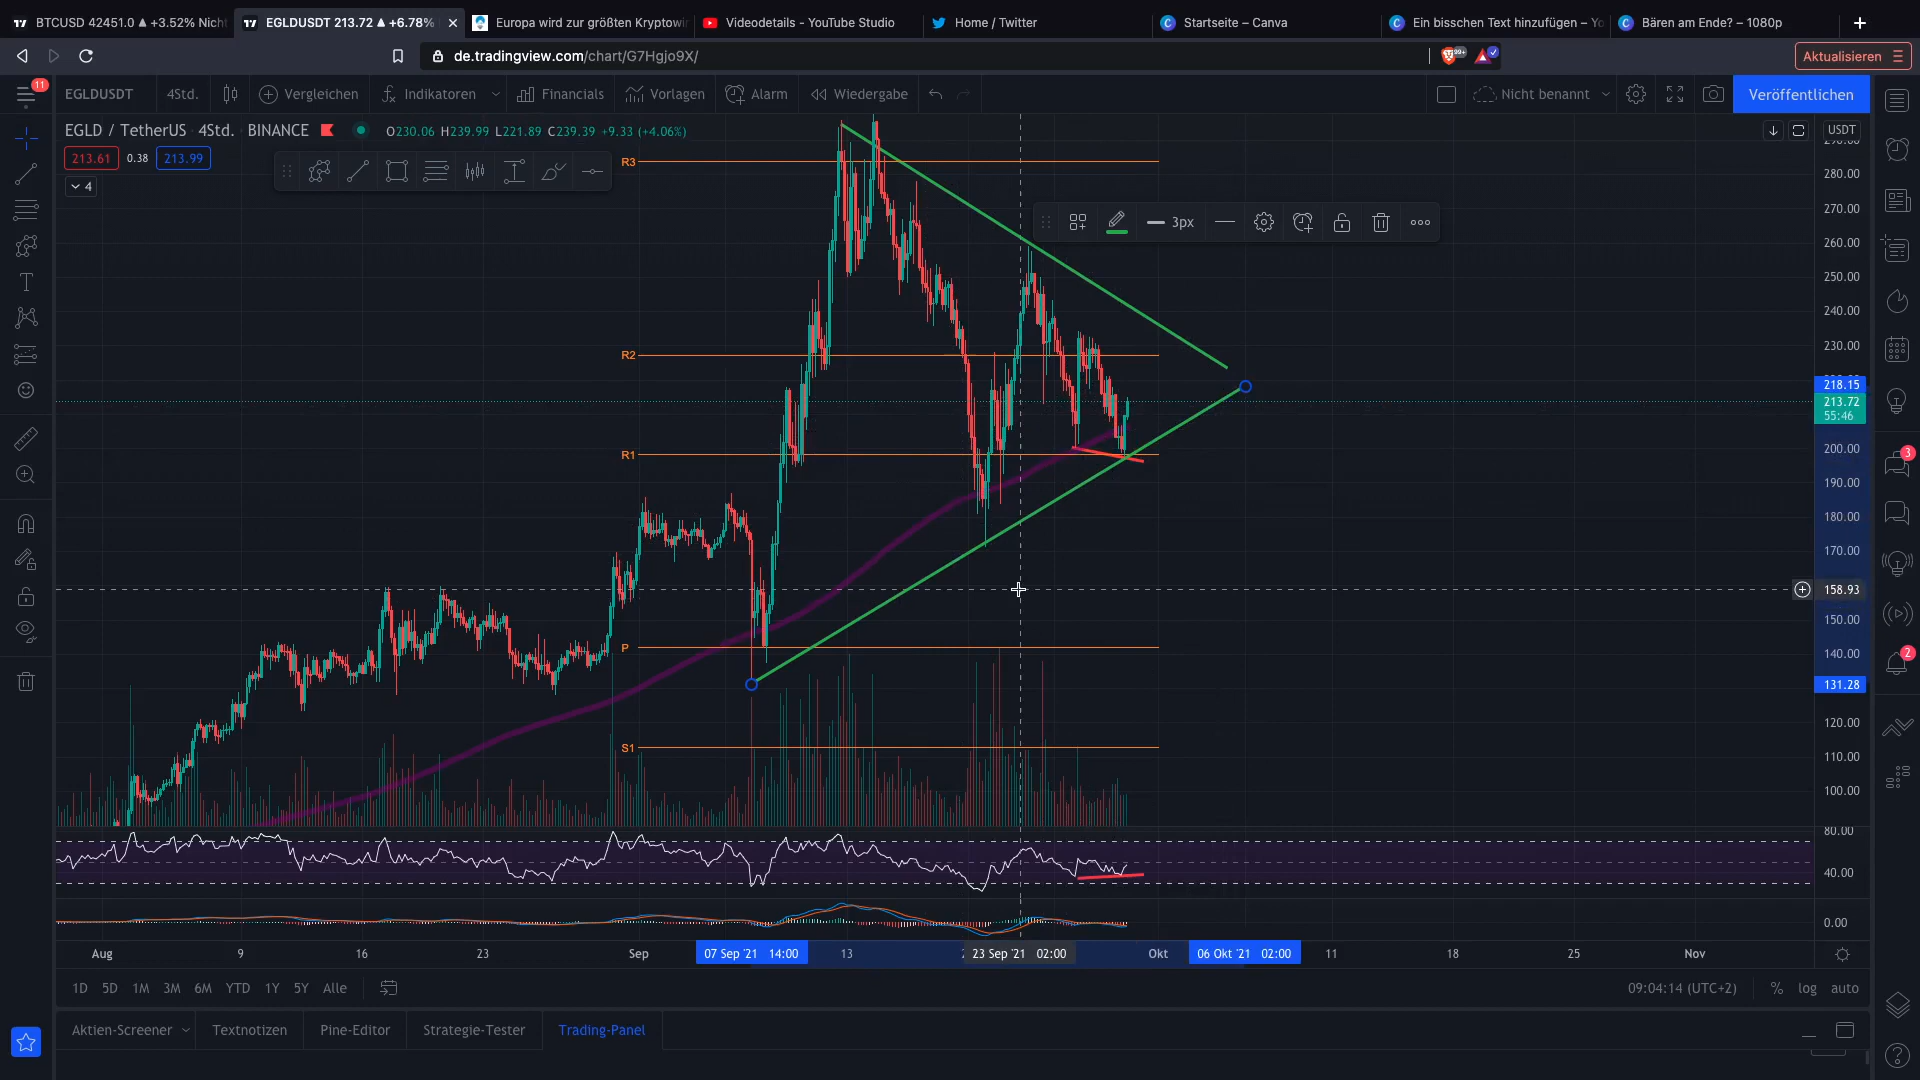 BTCUSD 42451.0 ▲ +3.52% Nicht
EGLDUSDT 213.72 ▲ +6.78%
Europa wird zur größten Kryptowir
Videodetails - YouTube Studio
Home / Twitter
Startseite – Canva
Ein bisschen Text hinzufügen – Yo
Bären am Ende? – 1080p
de.tradingview.com/chart/G7Hgjo9X/
99+
Aktualisieren
11
EGLDUSDT
4Std.
Vergleichen
Indikatoren
Financials
Vorlagen
Alarm
Wiedergabe
Nicht benannt
Veröffentlichen
EGLD / TetherUS 4Std. BINANCE
O230.06 H239.99 L221.89 C239.39 +9.33 (+4.06%)
USDT
213.61
0.38
213.99
4
3px
R3
R2
R1
P
S1
280.00
270.00
260.00
250.00
240.00
230.00
218.15
213.72
55:46
200.00
190.00
180.00
170.00
158.93
150.00
140.00
131.28
120.00
110.00
100.00
80.00
40.00
0.00
3
2
Aug
9
16
23
Sep
07 Sep '21 14:00
13
23 Sep '21 02:00
Okt
06 Okt '21 02:00
11
18
25
Nov
1D 5D 1M 3M 6M YTD 1Y 5Y Alle
09:04:14 (UTC+2)
% log auto
Aktien-Screener
Textnotizen
Pine-Editor
Strategie-Tester
Trading-Panel